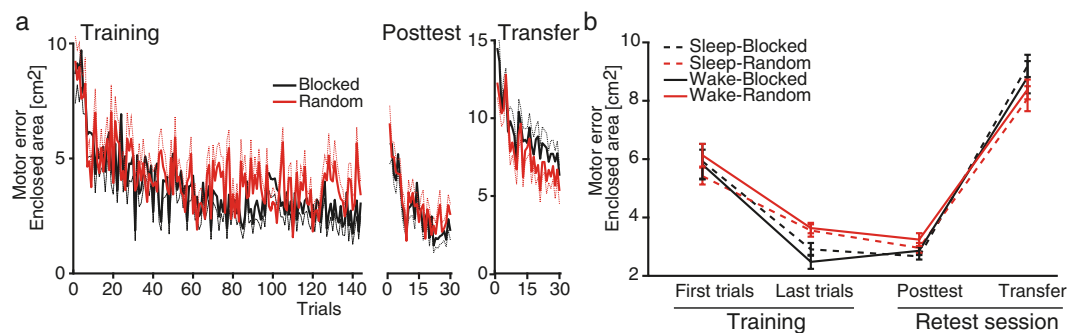 a
Training
Posttest
Transfer
Motor error
Enclosed area [cm2]
10
5
0
Blocked
Random
0 20 40 60 80 100 120 140
Trials
0 15 30
15
10
5
0
0 15 30
b
Motor error
Enclosed area [cm2]
10
8
6
4
2
Sleep-Blocked
Sleep-Random
Wake-Blocked
Wake-Random
First trials Last trials Posttest Transfer
Training Retest session